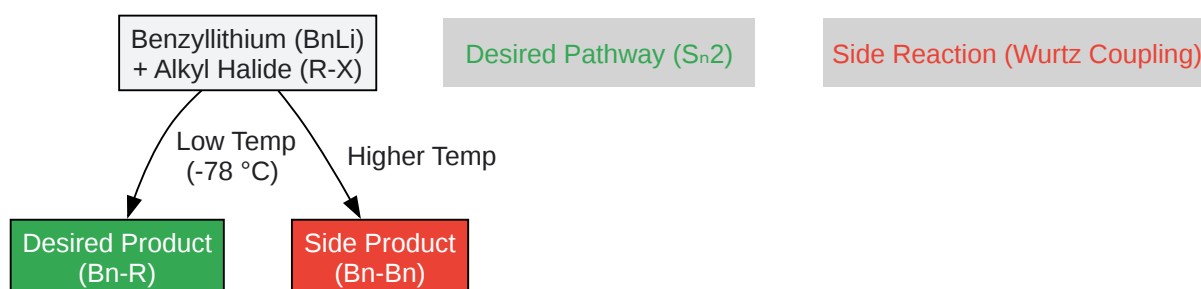 Benzyllithium (BnLi)
+ Alkyl Halide (R-X)
Desired Pathway (Sₙ2)
Side Reaction (Wurtz Coupling)
Low Temp
(-78 °C)
Higher Temp
Desired Product
(Bn-R)
Side Product
(Bn-Bn)